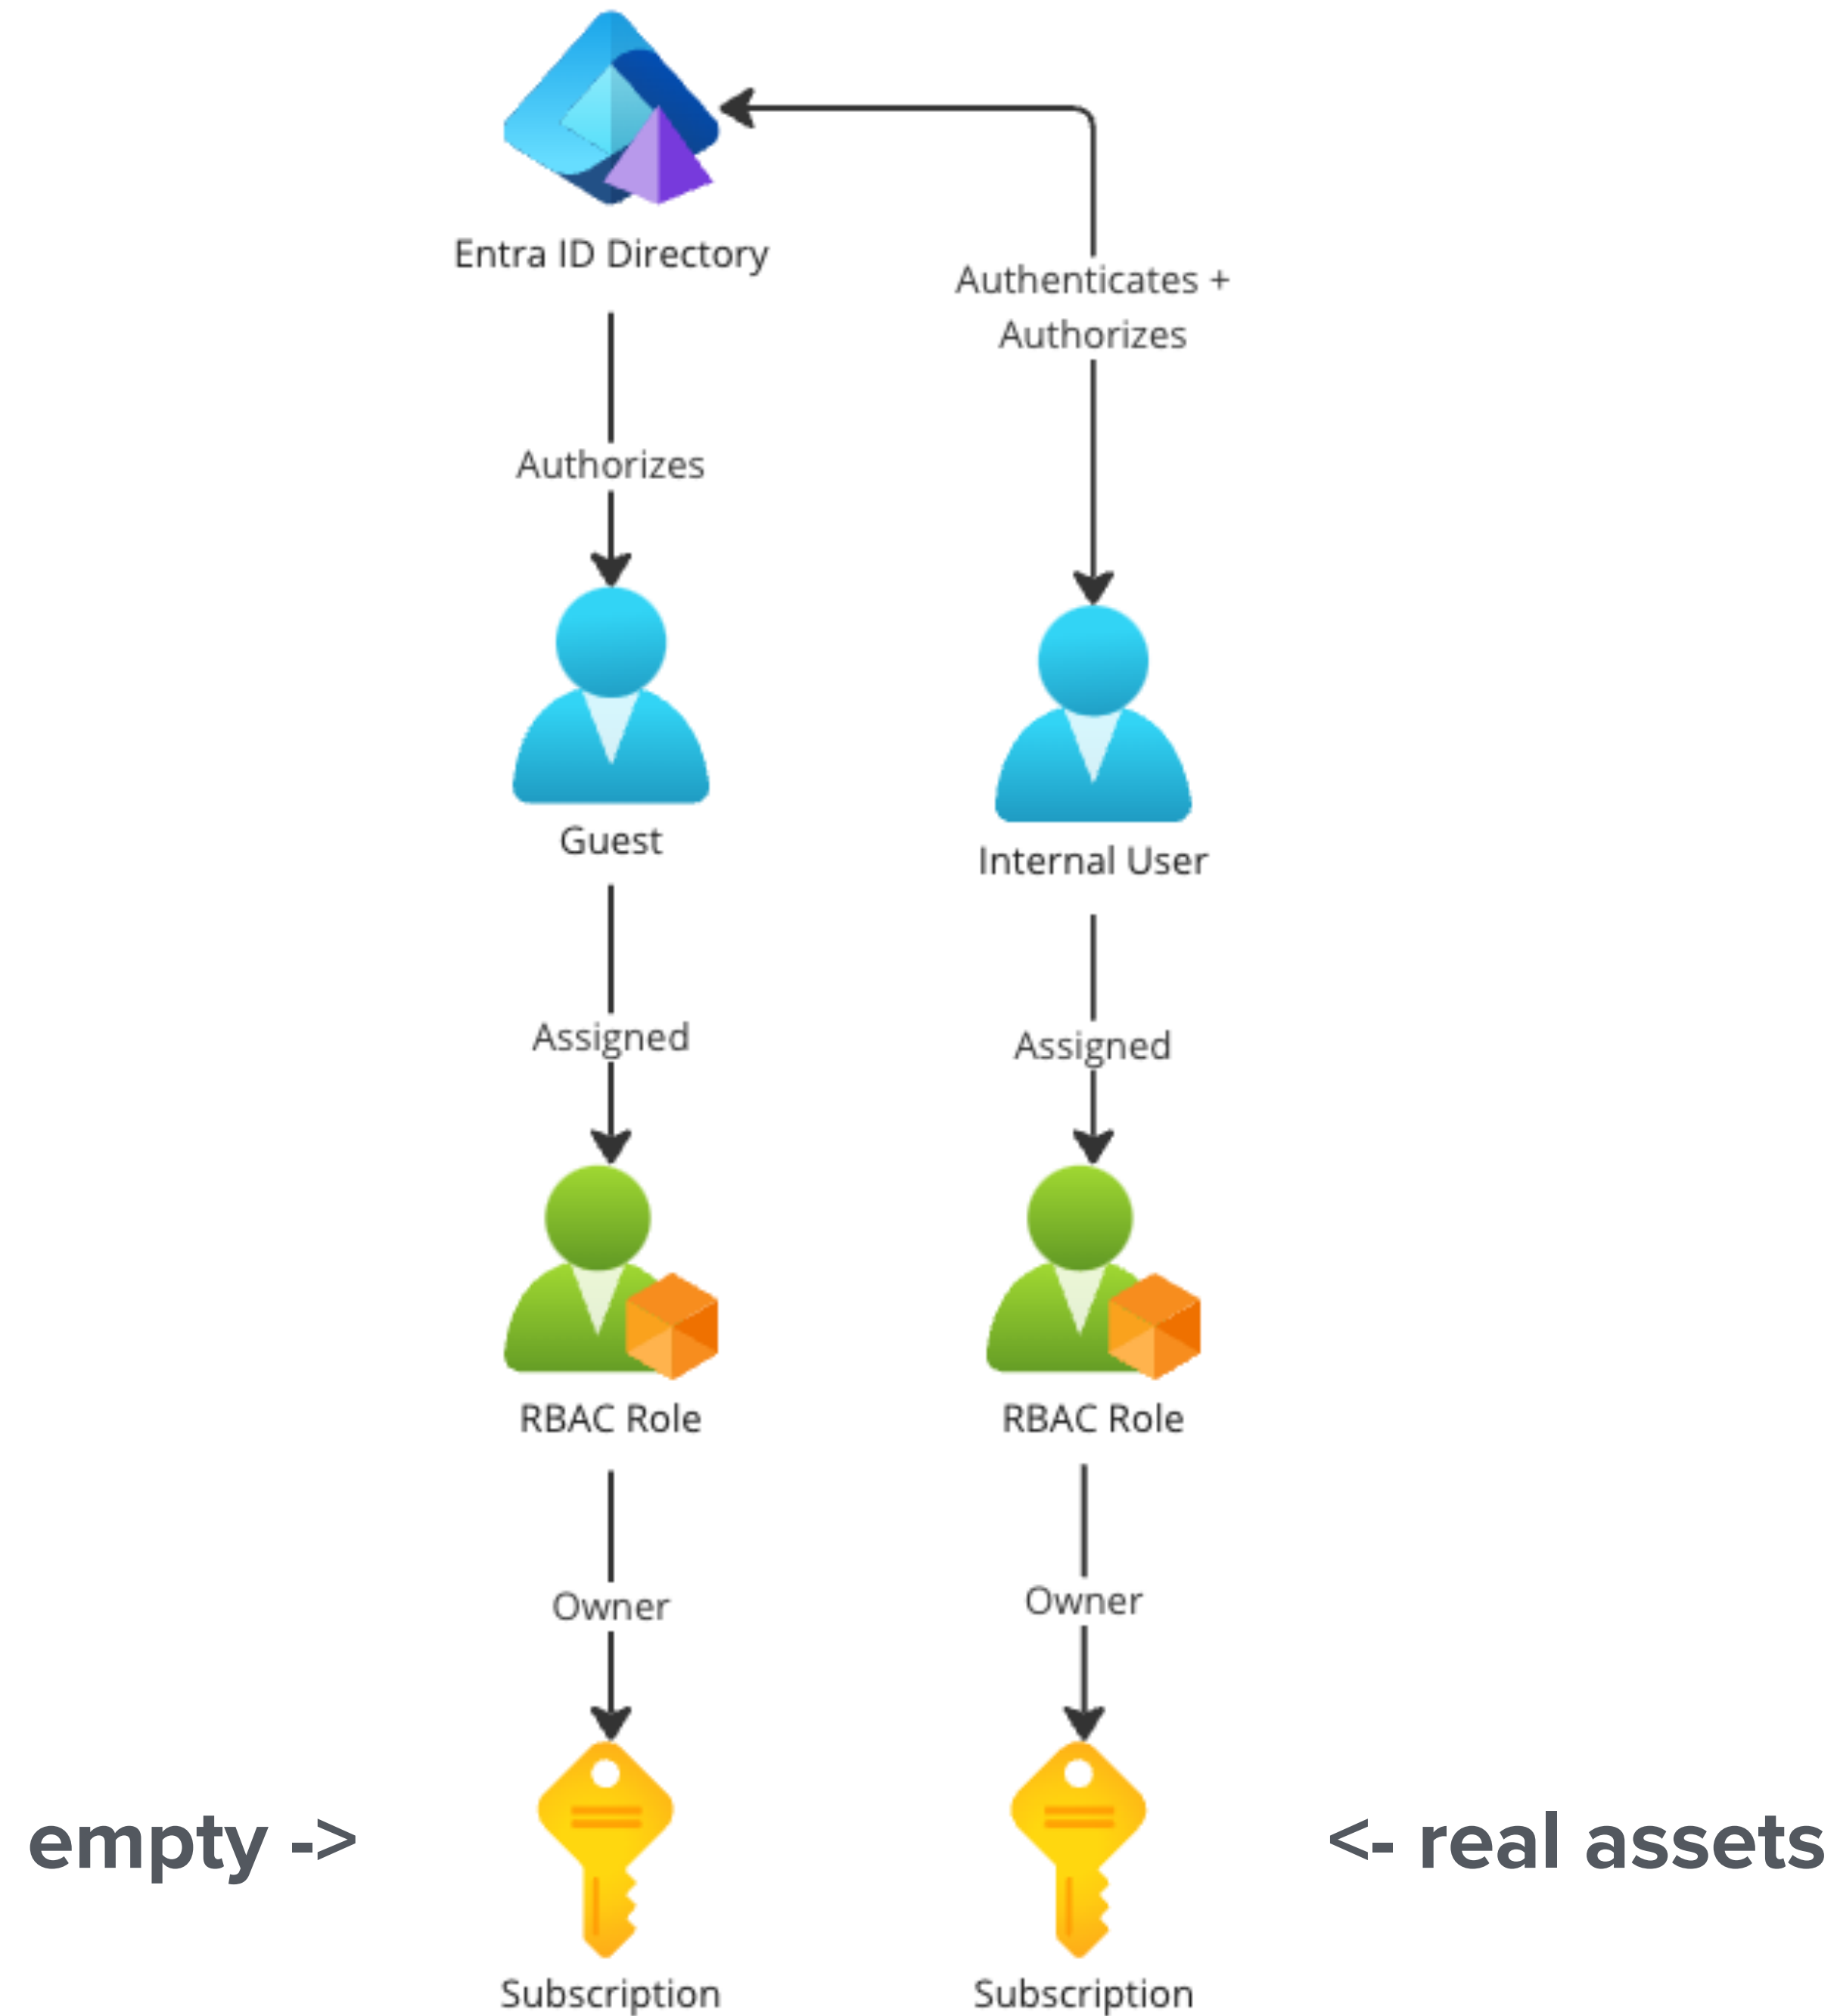 Entra ID Directory
Authenticates +
Authorizes
Authorizes
Guest
Internal User
Assigned
Assigned
RBAC Role
RBAC Role
Owner
Owner
empty ->
<- real assets
Subscription
Subscription